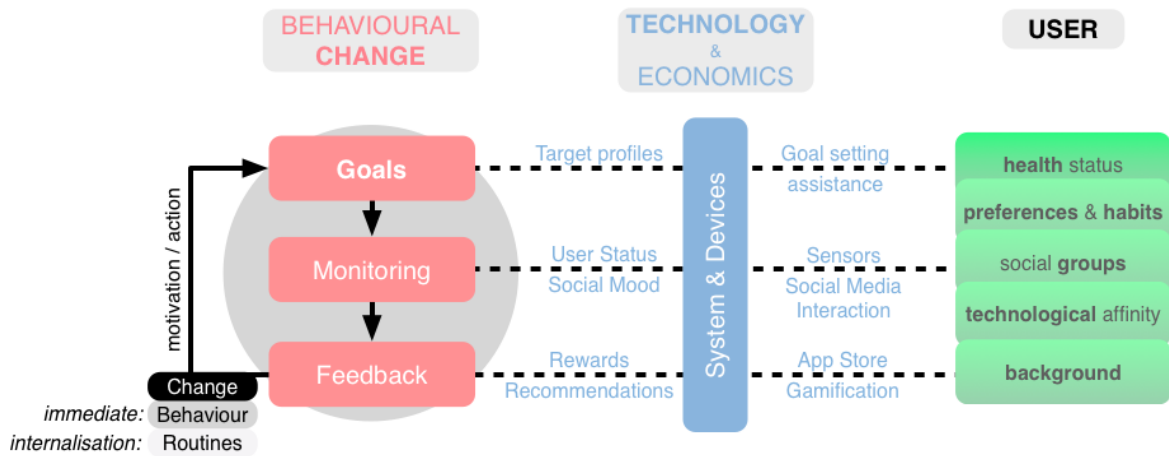 BEHAVIOURAL
CHANGE
TECHNOLOGY
&
ECONOMICS
USER
Goals
Target profiles
Goal setting
assistance
health status
preferences & habits
motivation / action
Monitoring
User Status
Social Mood
System & Devices
Sensors
Social Media
Interaction
social groups
technological affinity
Feedback
Rewards
Recommendations
App Store
Gamification
background
Change
immediate: Behaviour
internalisation: Routines